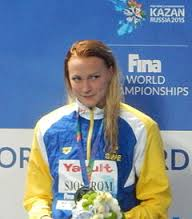 KAZAN
RUSSIA 2015
Fina
WORLD
CHAMPIONSHIPS
Yakult
SWE
SJOSTROM